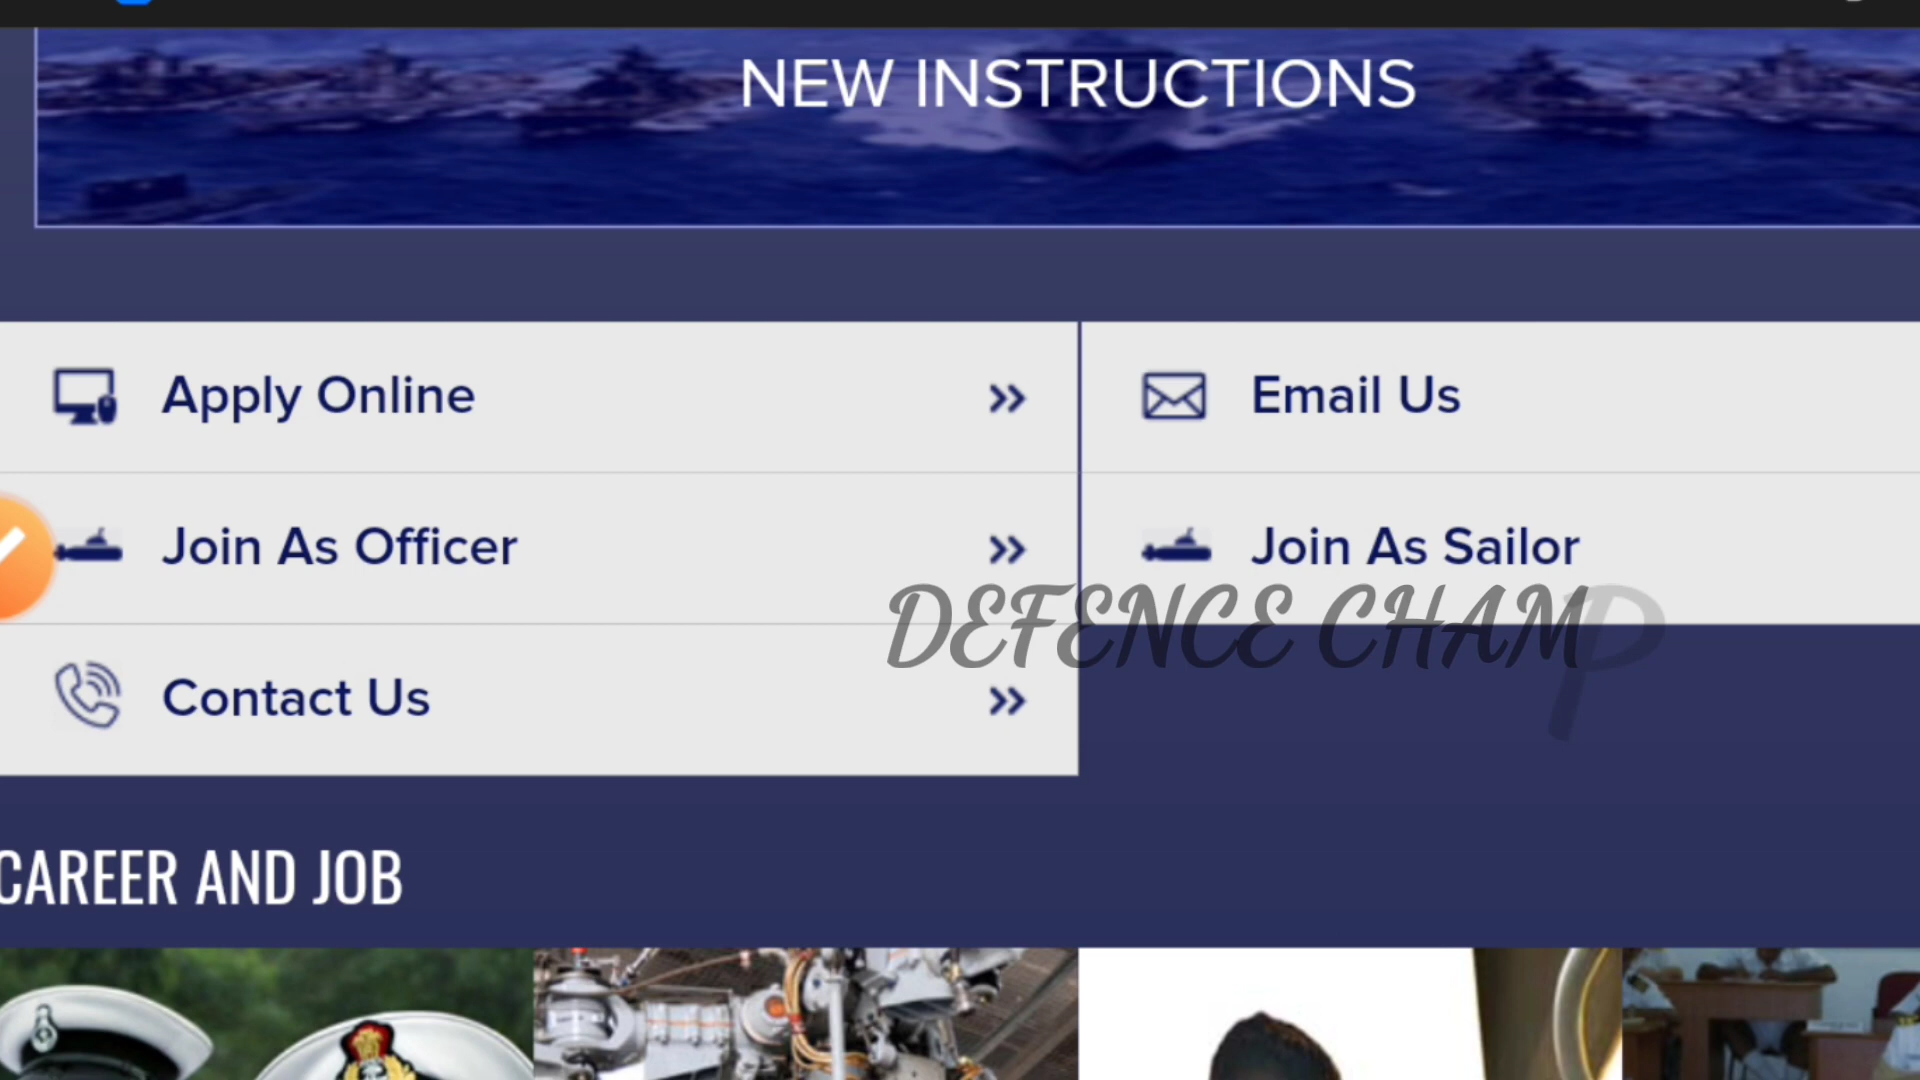 NEW INSTRUCTIONS
Apply Online
Email Us
Join As Officer
Join As Sailor
DEFENCE CHAMP
Contact Us
CAREER AND JOB